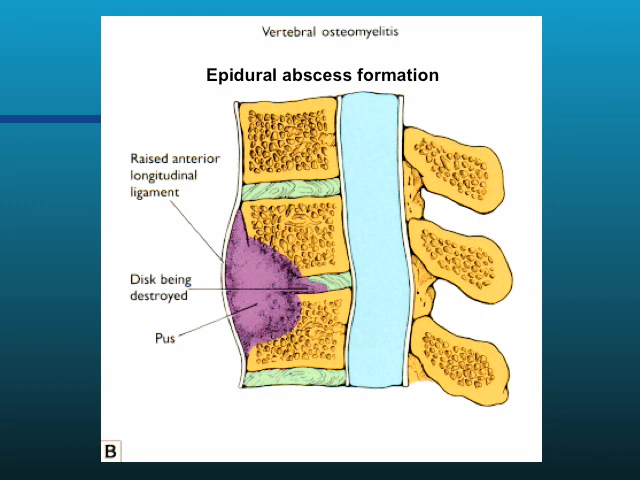 Vertebral osteomyelitis
Epidural abscess formation
Raised anterior
longitudinal
ligament
Disk being
destroyed
Pus
B